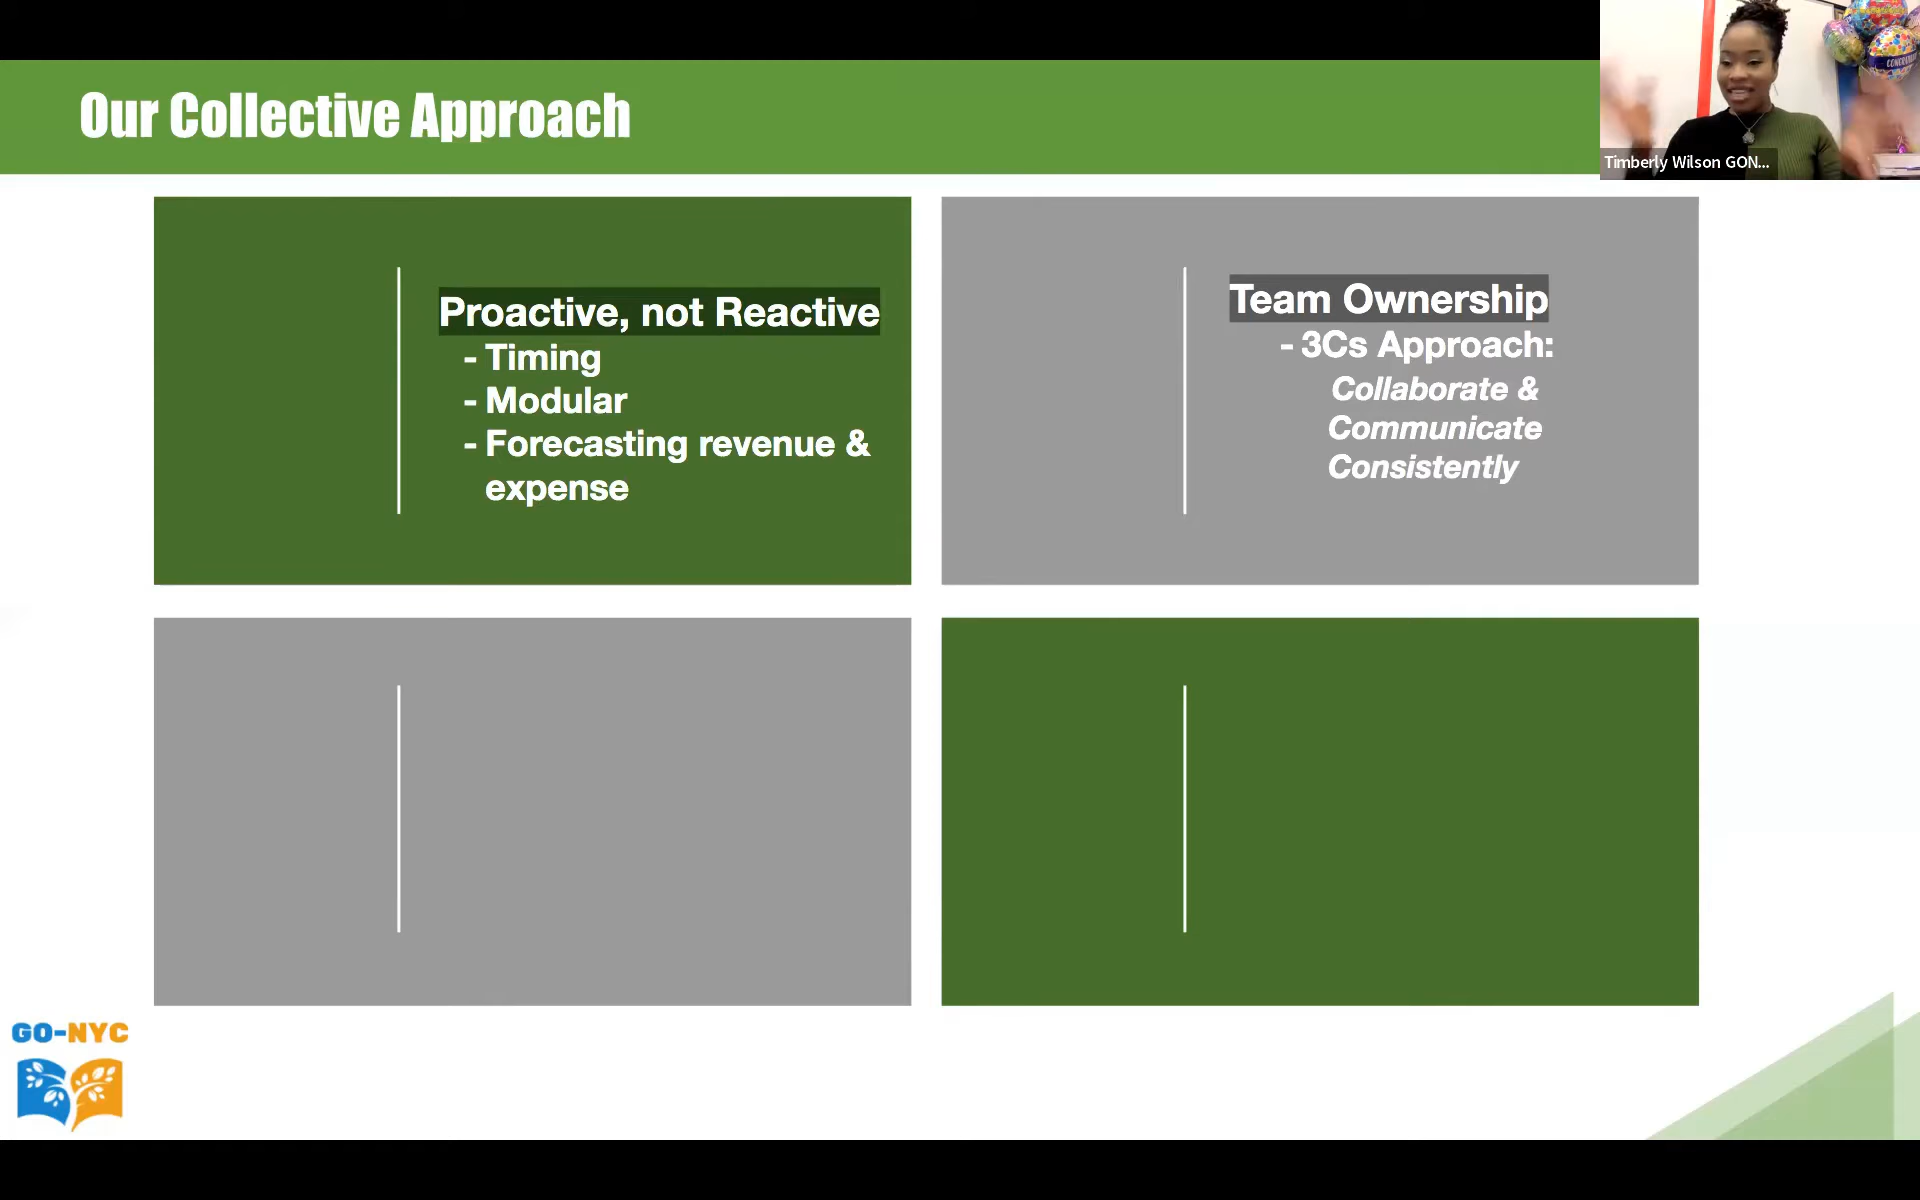 Our Collective Approach
Timberly Wilson GON...
Proactive, not Reactive
- Timing
- Modular
- Forecasting revenue &
expense
Team Ownership
- 3Cs Approach:
Collaborate &
Communicate
Consistently
GO-NYC